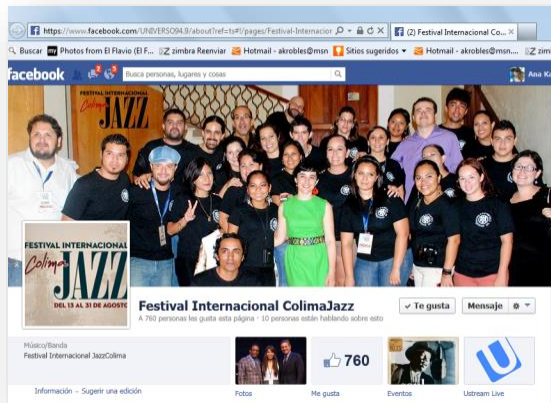 https://www.facebook.com/UNIVERSO94.9/about?ref=ts#!/pages/Festival-Internacior
(2) Festival Internacional Co...
Buscar
Photos from El Flavio (El F...
zimbra Reenviar
Hotmail - akrobles@msn
Sitios sugeridos
Hotmail - akrobles@msn....
zim
facebook
2
5
Busca personas, lugares y cosas
Ana Ka
FESTIVAL INTERNACIONAL
Colima
JAZZ
FESTIVAL INTERNACIONAL
Colima
JAZZ
DEL 13 AL 31 DE AGOSTO
Festival Internacional ColimaJazz
A 760 personas les gusta esta página · 10 personas están hablando sobre esto
Te gusta
Mensaje
Músico/Banda
Festival Internacional JazzColima
760
Información - Sugerir una edición
Fotos
Me gusta
Eventos
Ustream Live